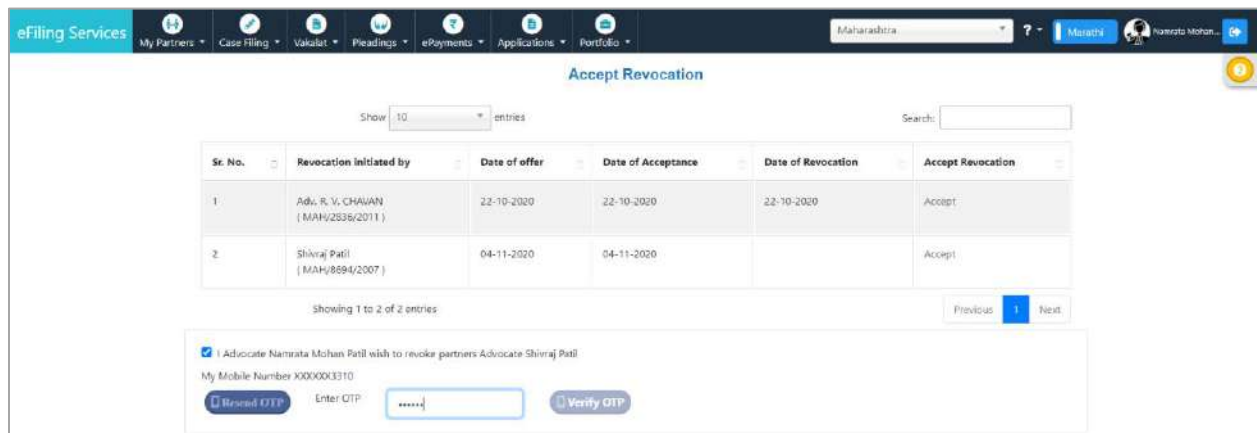 eFiling Services
My Partners Case Filing Vakalat Pleadings ePayments Applications Portfolio
Maharashtra ? Marathi Namrata Mohan...
Accept Revocation
Show 10 entries Search:
Sr. No. Revocation initiated by Date of offer Date of Acceptance Date of Revocation Accept Revocation
1 Adv. R. V. CHAVAN 22-10-2020 22-10-2020 22-10-2020 Accept
( MAH/2836/2011 )
2 Shivraj Patil 04-11-2020 04-11-2020 Accept
( MAH/8694/2007 )
Showing 1 to 2 of 2 entries Previous 1 Next
I Advocate Namrata Mohan Patil wish to revoke partners Advocate Shivraj Patil
My Mobile Number XXXXXX3310
Resend OTP Enter OTP •••••• Verify OTP